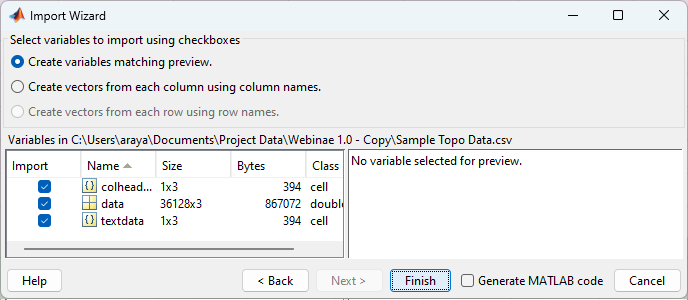 Import Wizard
Select variables to import using checkboxes
Create variables matching preview.
Create vectors from each column using column names.
Create vectors from each row using row names.
Variables in C:\Users\araya\Documents\Project Data\Webinae 1.0 - Copy\Sample Topo Data.csv
Import Name Size Bytes Class
colhead... 1x3 394 cell
data 36128x3 867072 double
textdata 1x3 394 cell
No variable selected for preview.
Help < Back Next > Finish Generate MATLAB code Cancel